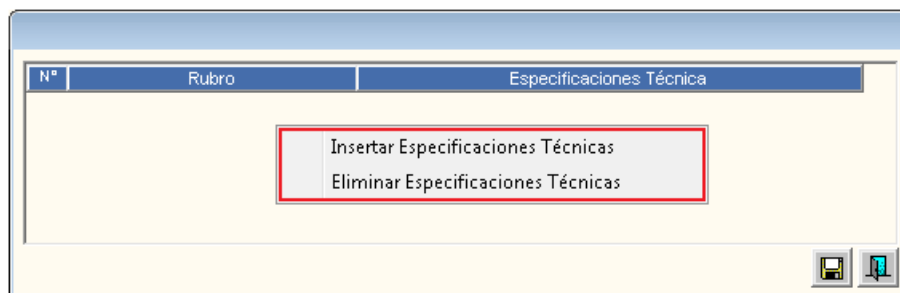 N° Rubro Especificaciones Técnica
Insertar Especificaciones Técnicas
Eliminar Especificaciones Técnicas